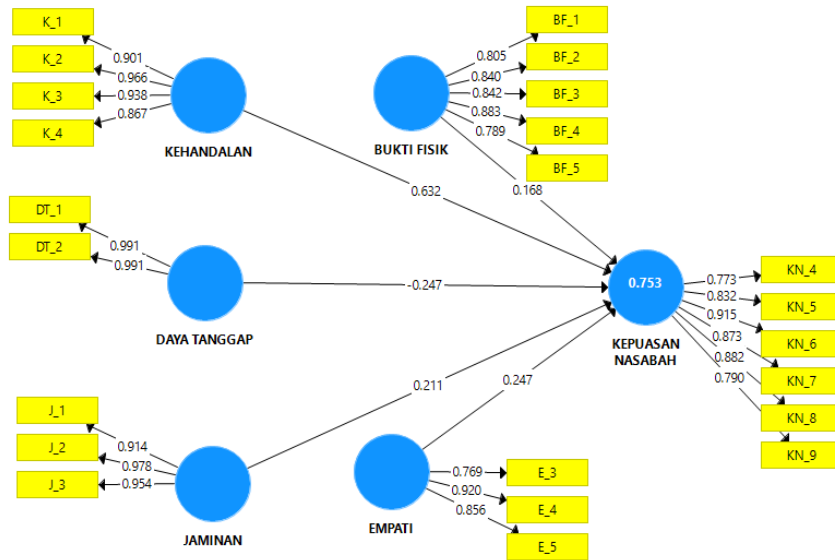 K_1
K_2
K_3
K_4
0.901
0.966
0.938
0.867
KEHANDALAN
BF_1
BF_2
BF_3
BF_4
BF_5
0.805
0.840
0.842
0.883
0.789
BUKTI FISIK
0.632
0.168
DT_1
DT_2
0.991
0.991
DAYA TANGGAP
-0.247
0.753
KEPUASAN
NASABAH
KN_4
KN_5
KN_6
KN_7
KN_8
KN_9
0.773
0.832
0.915
0.873
0.882
0.790
J_1
J_2
J_3
0.914
0.978
0.954
JAMINAN
0.211
0.247
EMPATI
0.769
0.920
0.856
E_3
E_4
E_5